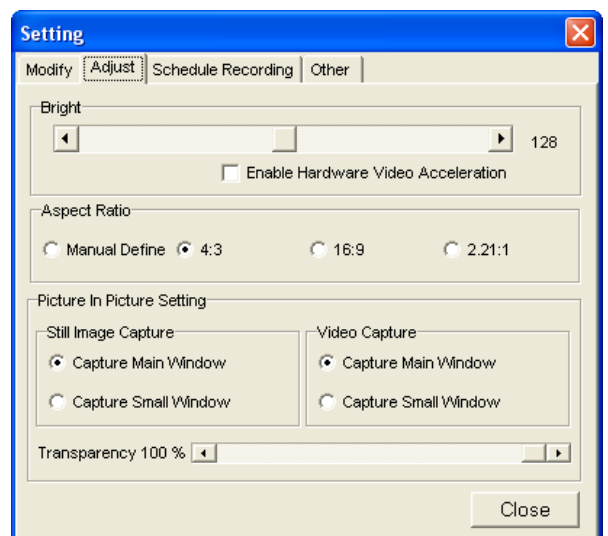 Setting
Modify Adjust Schedule Recording Other
Bright
128
Enable Hardware Video Acceleration
Aspect Ratio
Manual Define 4:3 16:9 2.21:1
Picture In Picture Setting
Still Image Capture
Capture Main Window
Capture Small Window
Video Capture
Capture Main Window
Capture Small Window
Transparency 100 %
Close